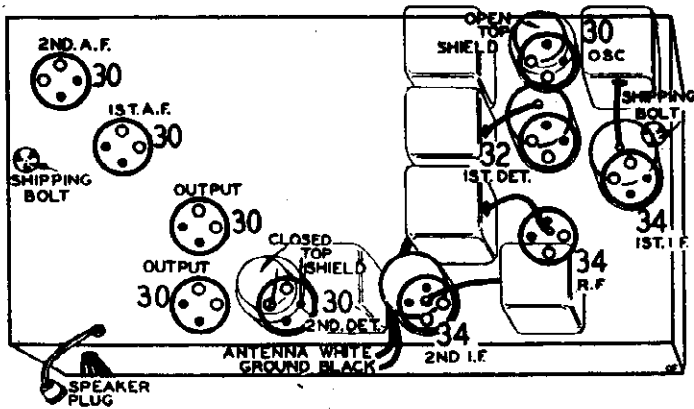 2ND. A.F.
30
1ST. A.F.
30
SHIPPING
BOLT
OUTPUT
30
OUTPUT
30
CLOSED
TOP
SHIELD
30
2ND. DET.
ANTENNA WHITE
GROUND BLACK
SPEAKER
PLUG
OPEN
TOP
SHIELD
30
OSC
SHIPPING
BOLT
32
1ST. DET.
34
1ST. I.F.
34
R.F
34
2ND I.F.